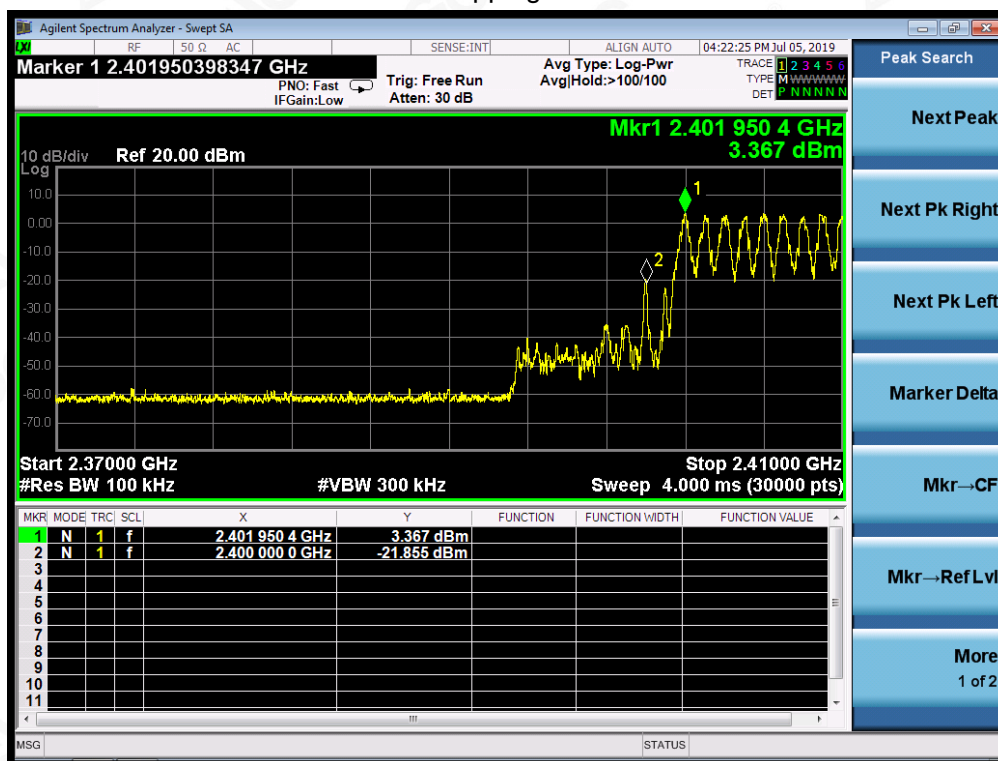 Agilent Spectrum Analyzer - Swept SA
LXI RF 50 Ω AC SENSE:INT ALIGN AUTO 04:22:25 PM Jul 05, 2019
Marker 1 2.401950398347 GHz
PNO: Fast
IFGain:Low
Trig: Free Run
Atten: 30 dB
Avg Type: Log-Pwr
Avg|Hold:>100/100
TRACE 1 2 3 4 5 6
TYPE M WWWWW
DET P N N N N N
Mkr1 2.401 950 4 GHz
3.367 dBm
10 dB/div Ref 20.00 dBm
Log
10.0
0.00
-10.0
-20.0
-30.0
-40.0
-50.0
-60.0
-70.0
1
2
Start 2.37000 GHz Stop 2.41000 GHz
#Res BW 100 kHz #VBW 300 kHz Sweep 4.000 ms (30000 pts)
MKR MODE TRC SCL X Y FUNCTION FUNCTION WIDTH FUNCTION VALUE
1 N 1 f 2.401 950 4 GHz 3.367 dBm
2 N 1 f 2.400 000 0 GHz -21.855 dBm
3
4
5
6
7
8
9
10
11
MSG STATUS
Peak Search
Next Peak
Next Pk Right
Next Pk Left
Marker Delta
Mkr→CF
Mkr→Ref Lvl
More
1 of 2